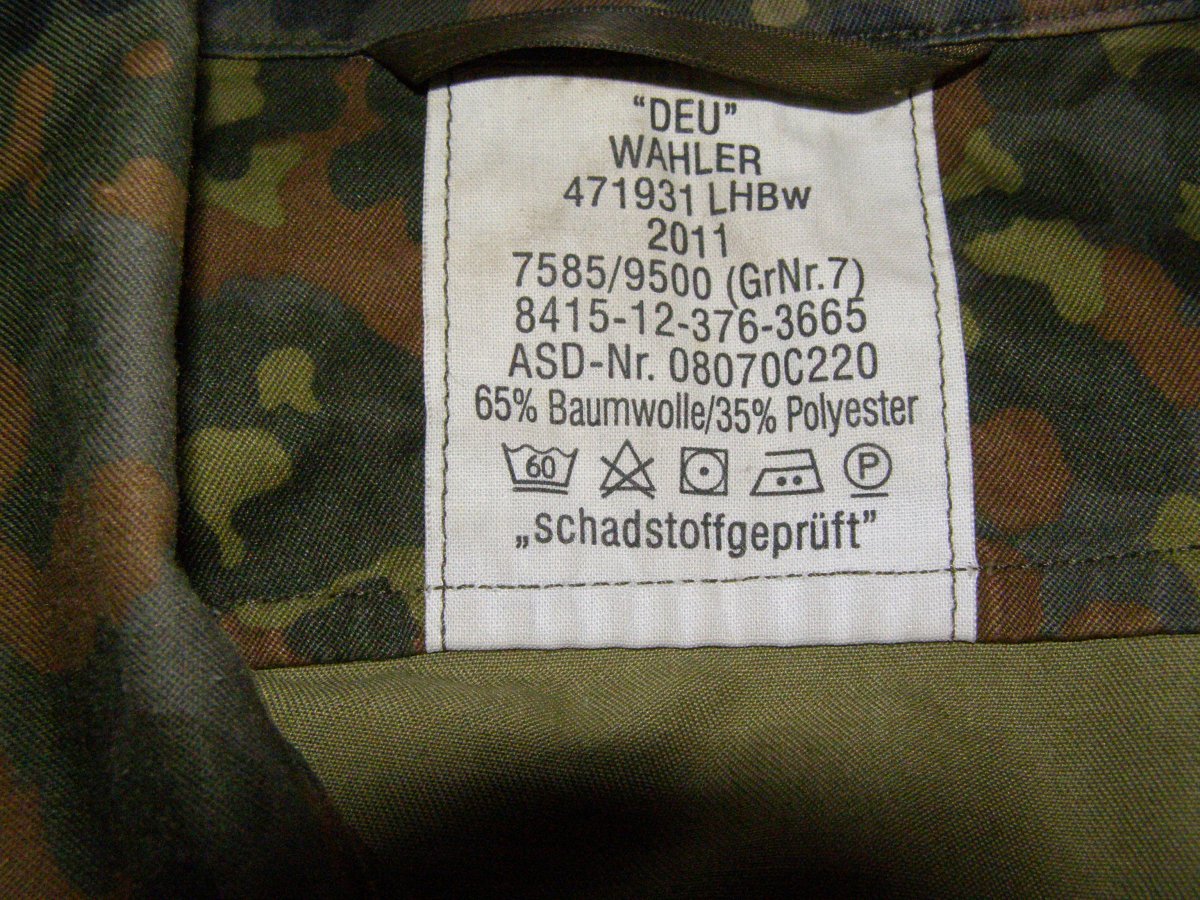 “DEU”
WAHLER
471931 LHBw
2011
7585/9500 (GrNr.7)
8415-12-376-3665
ASD-Nr. 08070C220
65% Baumwolle/35% Polyester
60 P
„schadstoffgeprüft”